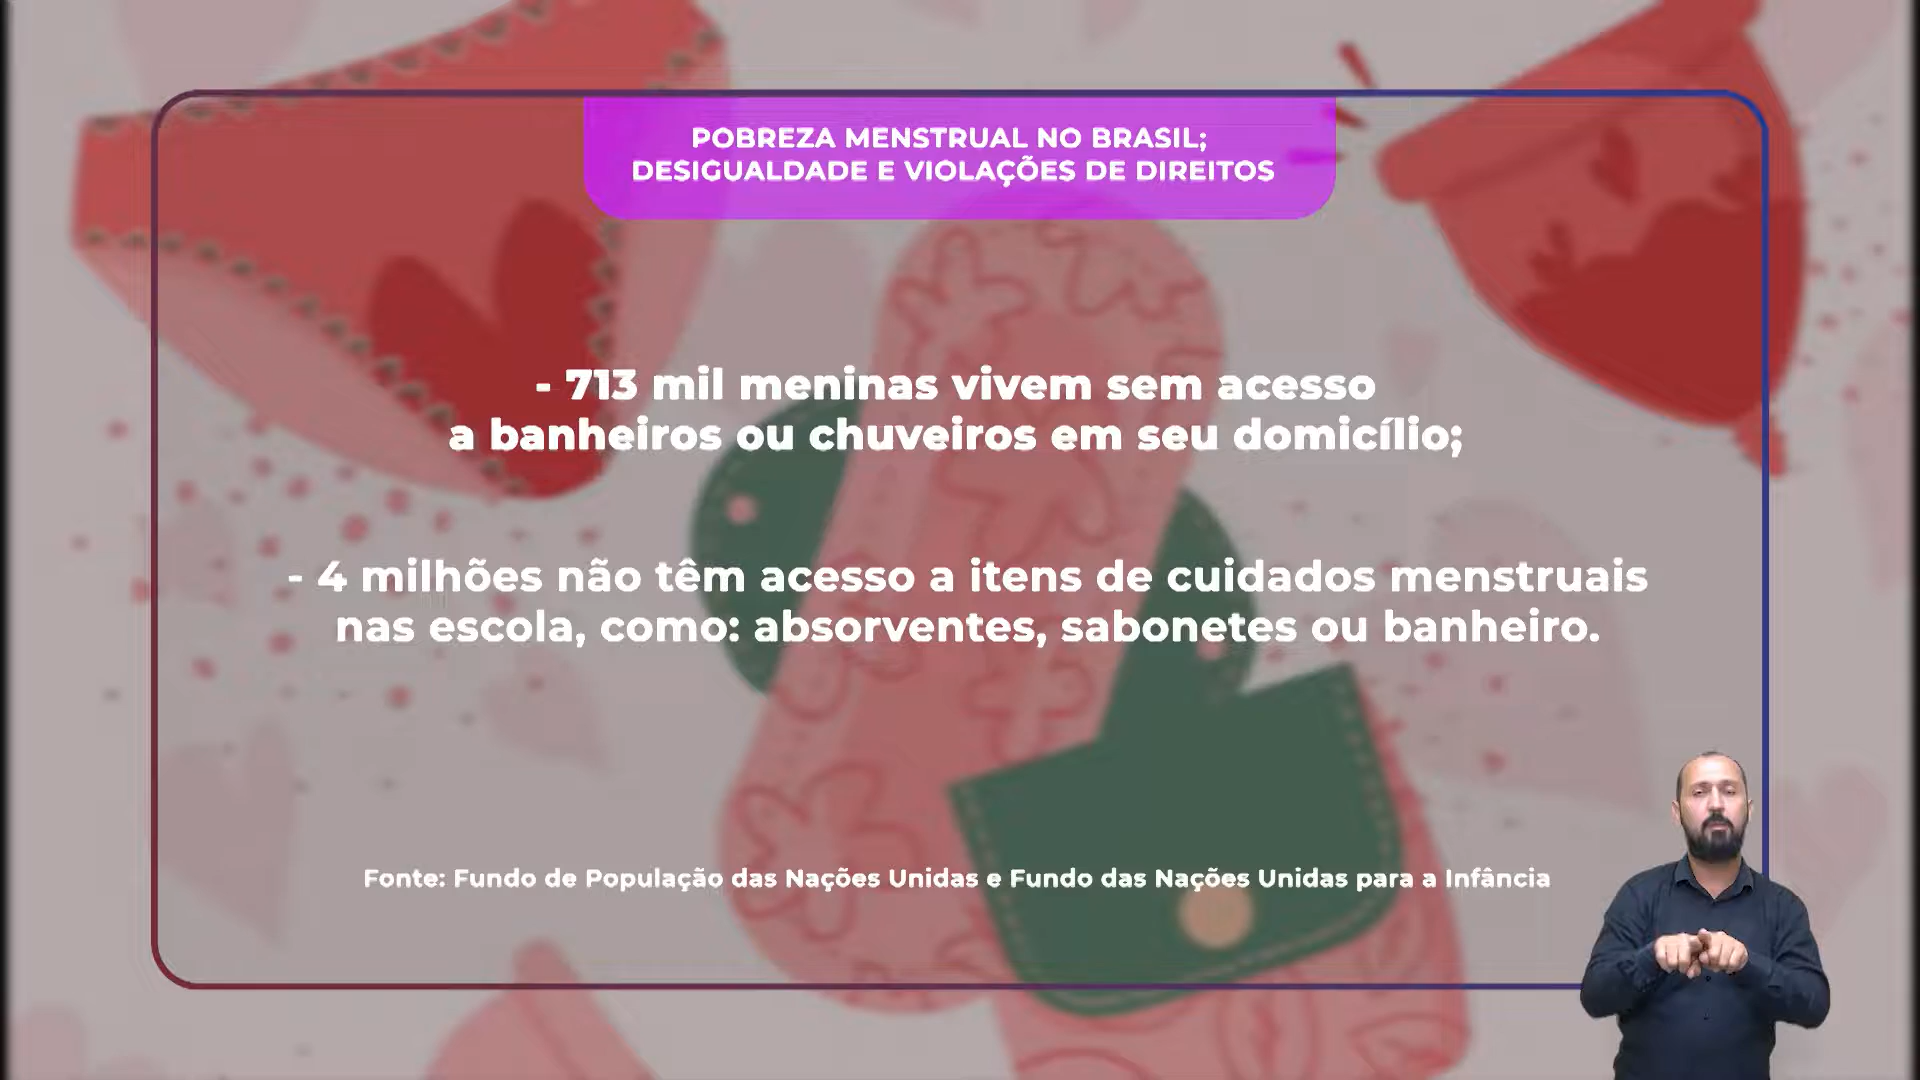 POBREZA MENSTRUAL NO BRASIL;
DESIGUALDADE E VIOLAÇÕES DE DIREITOS
- 713 mil meninas vivem sem acesso
a banheiros ou chuveiros em seu domicílio;
- 4 milhões não têm acesso a itens de cuidados menstruais
nas escola, como: absorventes, sabonetes ou banheiro.
Fonte: Fundo de População das Nações Unidas e Fundo das Nações Unidas para a Infância